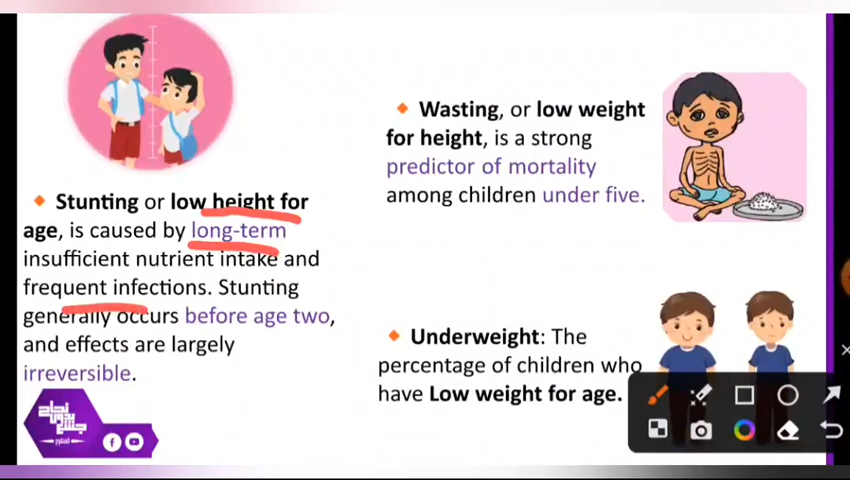 Stunting or low height for
age, is caused by long-term
insufficient nutrient intake and
frequent infections. Stunting
generally occurs before age two,
and effects are largely
irreversible.
Wasting, or low weight
for height, is a strong
predictor of mortality
among children under five.
Underweight: The
percentage of children who
have Low weight for age.